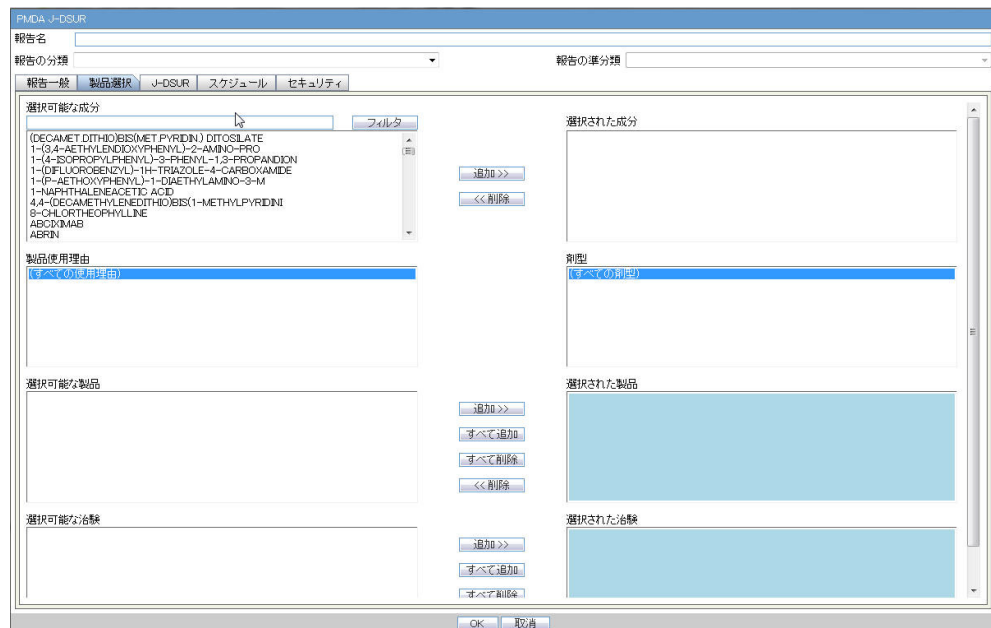 PMDA J-DSUR
報告名
報告の分類 報告の準分類
報告一般 製品選択 J-DSUR スケジュール セキュリティ
選択可能な成分
フィルタ
選択された成分
(DECAMET.DITHIO)BIS(MET.PYRIDIN.) DITOSILATE
1-(3,4-AETHYLENDIOXYPHENYL)-2-AMINO-PRO
1-(4-ISOPROPYLPHENYL)-3-PHENYL-1,3-PROPANDION
1-(DIFLUOROBENZYL)-1H-TRIAZOLE-4-CARBOXAMIDE
1-(P-AETHOXYPHENYL)-1-DIAETHYLAMINO-3-M
1-NAPHTHALENEACETIC ACID
4,4-(DECAMETHYLENEDITHIO)BIS(1-METHYLPYRIDINI
8-CHLORTHEOPHYLLINE
ABCIXIMAB
ABRIN
追加 >>
<< 削除
製品使用理由 剤型
(すべての使用理由) (すべての剤型)
選択可能な製品 選択された製品
追加 >>
すべて追加
すべて削除
<< 削除
選択可能な治験 選択された治験
追加 >>
すべて追加
すべて削除
OK 取消